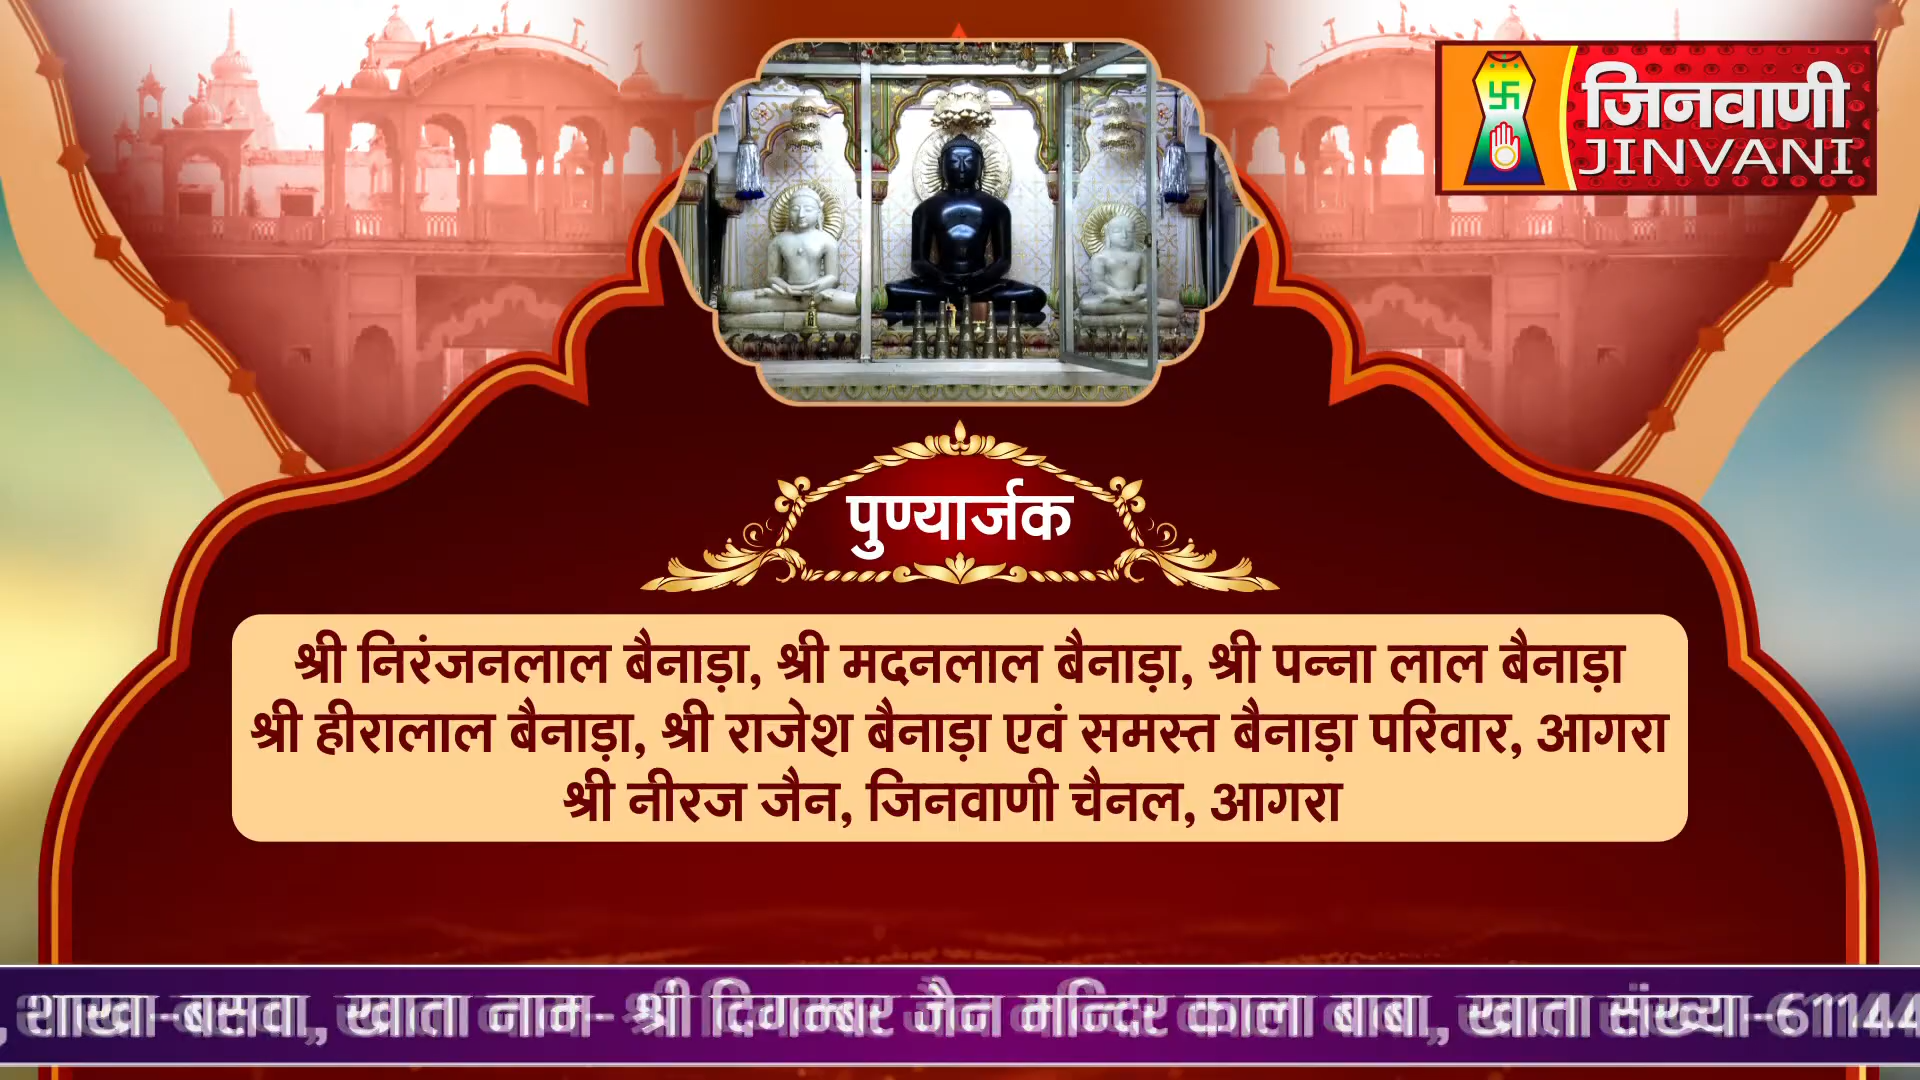 जिनवाणी
JINVANI
पुण्यार्जक
श्री निरंजनलाल बैनाड़ा, श्री मदनलाल बैनाड़ा, श्री पन्ना लाल बैनाड़ा
श्री हीरालाल बैनाड़ा, श्री राजेश बैनाड़ा एवं समस्त बैनाड़ा परिवार, आगरा
श्री नीरज जैन, जिनवाणी चैनल, आगरा
, शाखा-बसवा,, खाता नाम- श्री दिगम्बर जैन मन्दिर काला बाबा,, खाता संख्या-61144